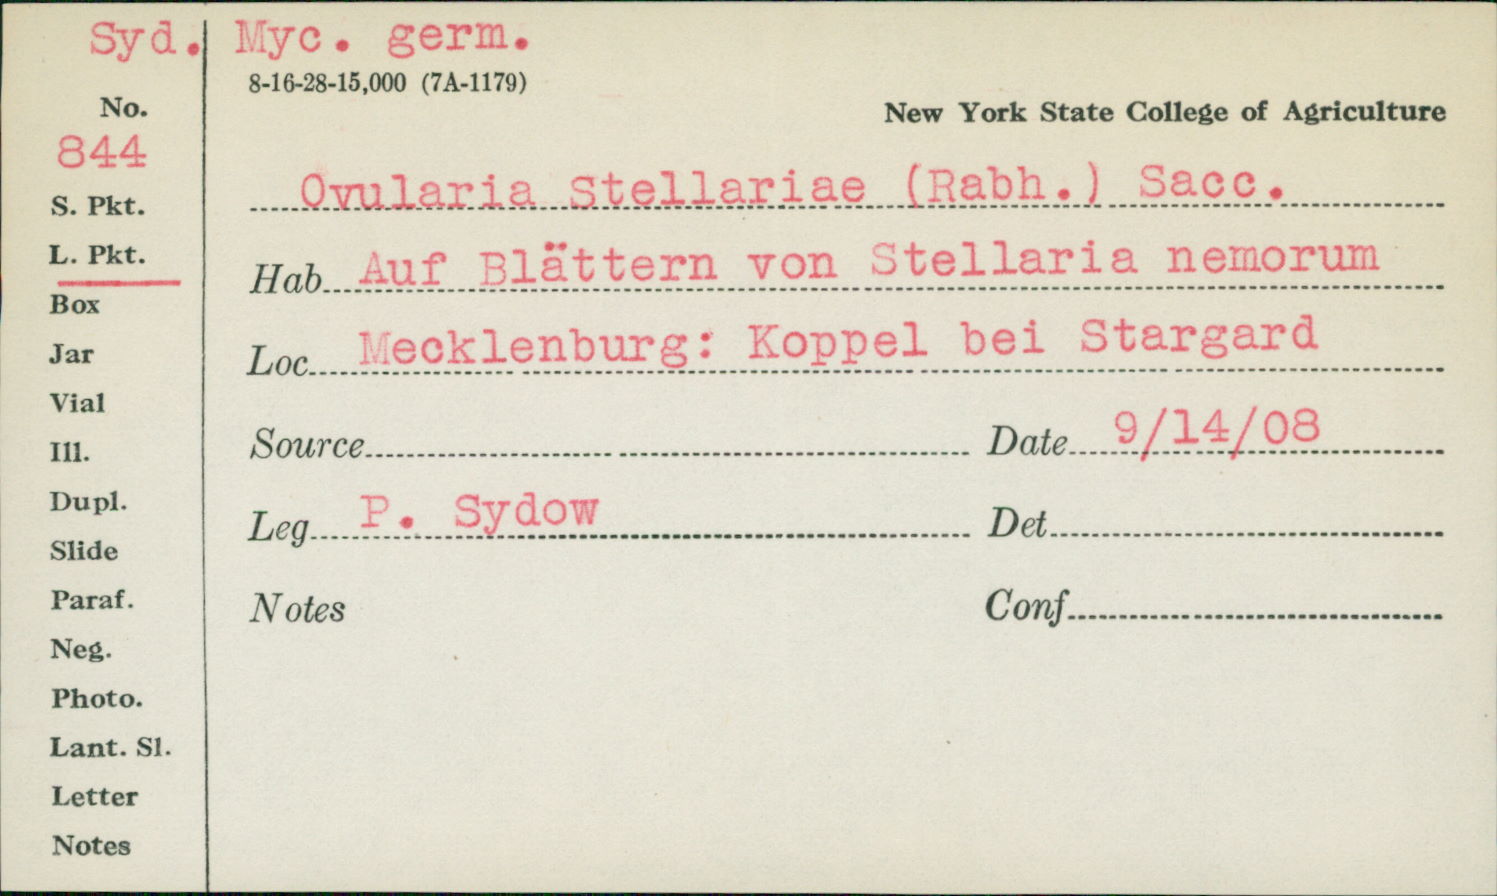 Syd. Myc. germ.
8-16-28-15,000 (7A-1179)
New York State College of Agriculture
No.
844
S. Pkt.
L. Pkt.
Box
Jar
Vial
Ill.
Dupl.
Slide
Paraf.
Neg.
Photo.
Lant. Sl.
Letter
Notes
Ovularia Stellariae (Rabh.) Sacc.
Hab. Auf Blättern von Stellaria nemorum
Loc. Mecklenburg: Koppel bei Stargard
Source
Date 9/14/08
Leg. P. Sydow
Det
Notes
Conf